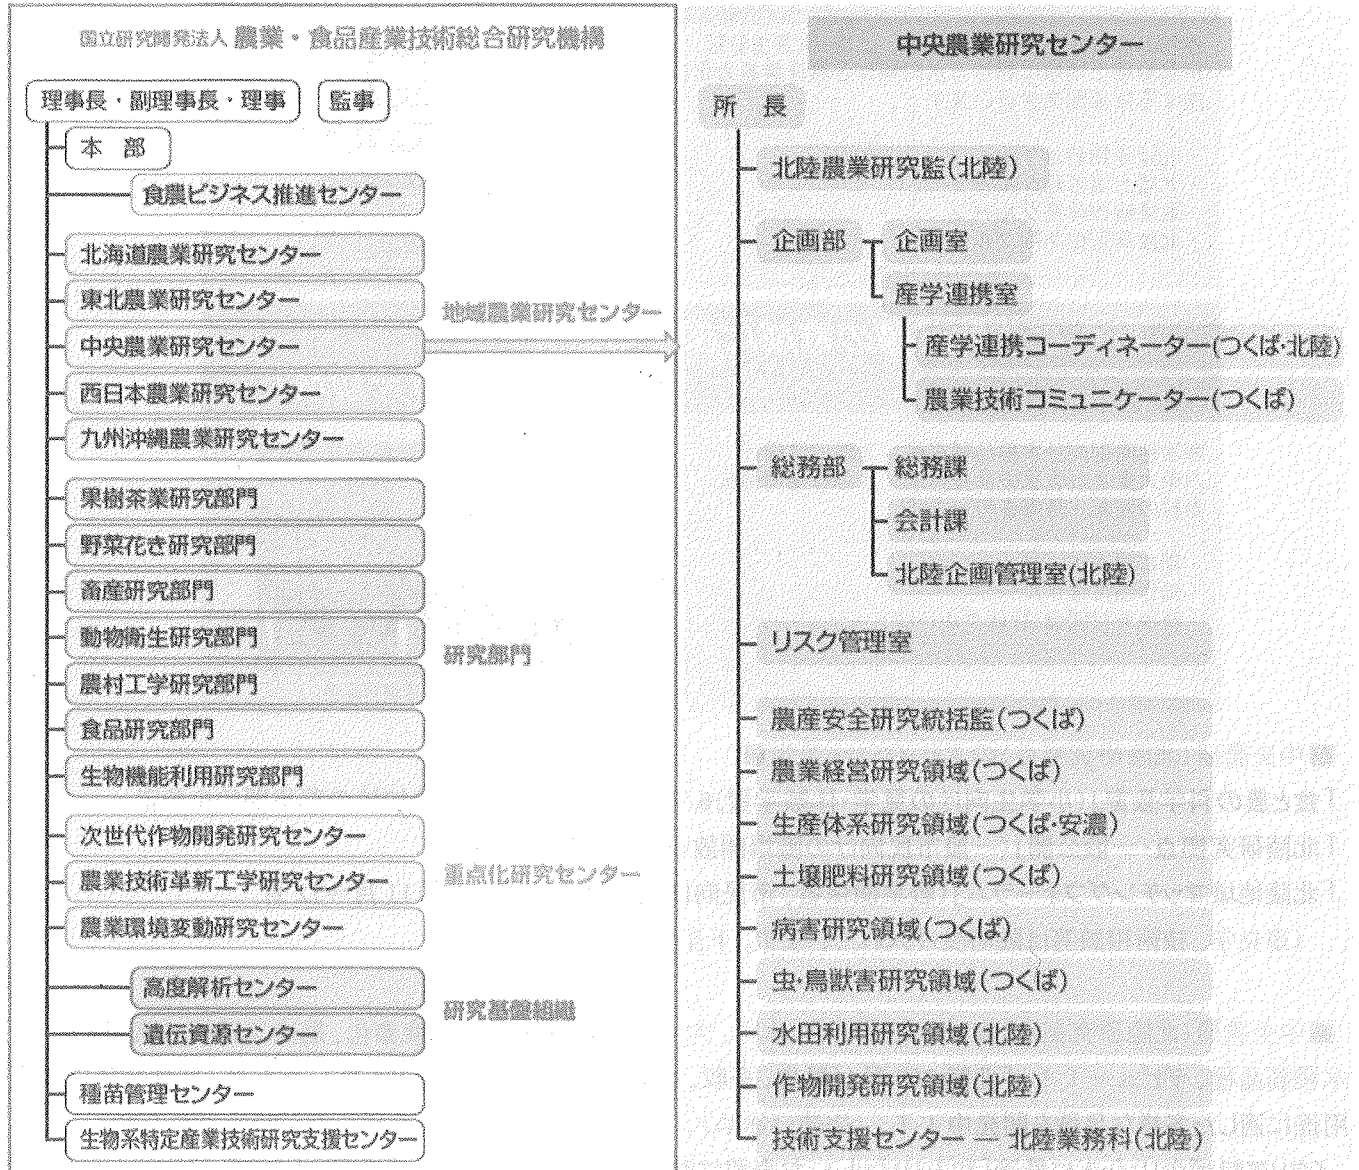 国立研究開発法人 農業・食品産業技術総合研究機構
理事長・副理事長・理事
監事
本 部
食農ビジネス推進センター
北海道農業研究センター
東北農業研究センター
中央農業研究センター
西日本農業研究センター
九州沖縄農業研究センター
地域農業研究センター
果樹茶業研究部門
野菜花き研究部門
畜産研究部門
動物衛生研究部門
農村工学研究部門
食品研究部門
生物機能利用研究部門
研究部門
次世代作物開発研究センター
農業技術革新工学研究センター
農業環境変動研究センター
重点化研究センター
高度解析センター
遺伝資源センター
研究基盤組織
種苗管理センター
生物系特定産業技術研究支援センター
中央農業研究センター
所 長
北陸農業研究監(北陸)
企画部
企画室
産学連携室
産学連携コーディネーター(つくば・北陸)
農業技術コミュニケーター(つくば)
総務部
総務課
会計課
北陸企画管理室(北陸)
リスク管理室
農産安全研究統括監(つくば)
農業経営研究領域(つくば)
生産体系研究領域(つくば・安濃)
土壌肥料研究領域(つくば)
病害研究領域(つくば)
虫・鳥獣害研究領域(つくば)
水田利用研究領域(北陸)
作物開発研究領域(北陸)
技術支援センター — 北陸業務科(北陸)